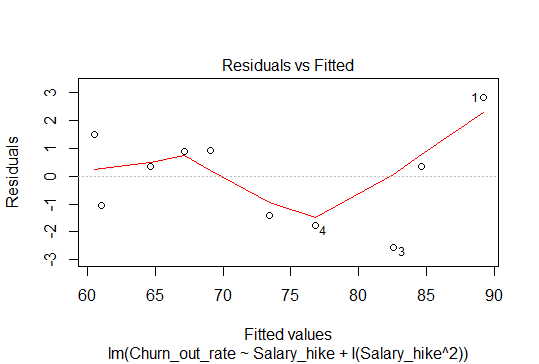 Residuals vs Fitted
Residuals
3
2
1
0
-1
-2
-3
1
4
3
60 65 70 75 80 85 90
Fitted values
lm(Churn_out_rate ~ Salary_hike + I(Salary_hike^2))